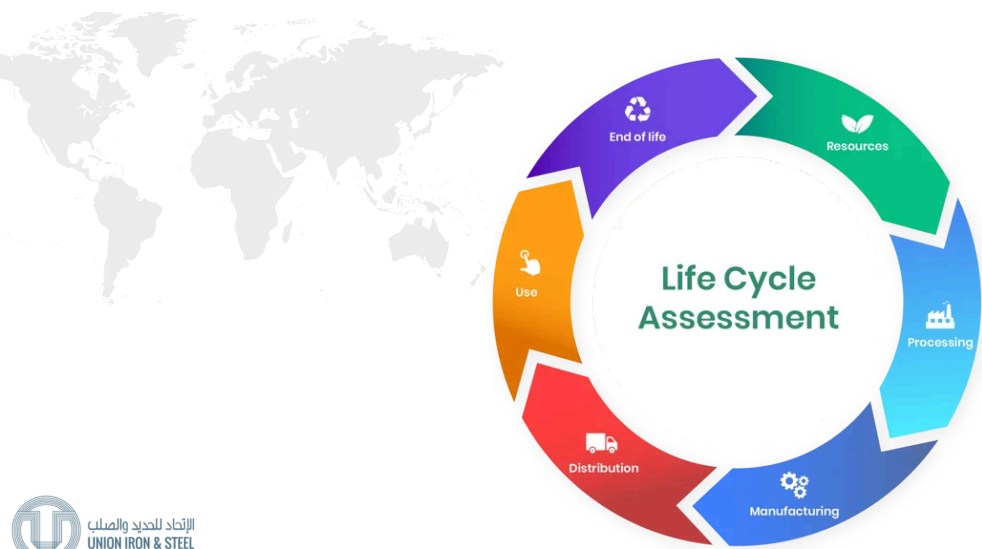 End of life
Resources
Use
Life Cycle
Assessment
Processing
Distribution
Manufacturing
الإتحاد للحديد والصلب
UNION IRON & STEEL